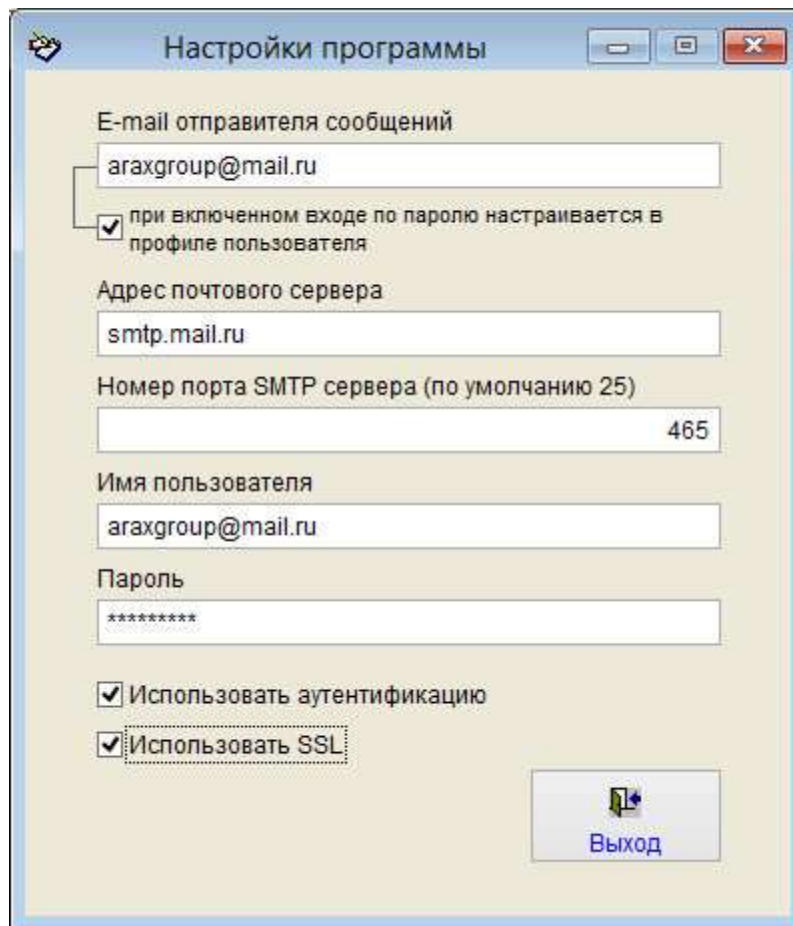 Настройки программы
E-mail отправителя сообщений
araxgroup@mail.ru
при включенном входе по паролю настраивается в
профиле пользователя
Адрес почтового сервера
smtp.mail.ru
Номер порта SMTP сервера (по умолчанию 25)
465
Имя пользователя
araxgroup@mail.ru
Пароль
*********
Использовать аутентификацию
Использовать SSL
Выход